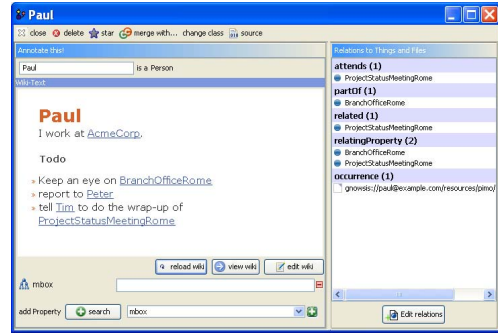 Paul
close delete star merge with... change class source
Annotate this!
Paul is a Person
Wiki-Text
Paul
I work at AcmeCorp.
Todo
» Keep an eye on BranchOfficeRome
» report to Peter
» tell Tim to do the wrap-up of
ProjectStatusMeetingRome
reload wiki view wiki edit wiki
mbox
add Property search mbox
Relations to Things and Files
attends (1)
ProjectStatusMeetingRome
partOf (1)
BranchOfficeRome
related (1)
ProjectStatusMeetingRome
relatingProperty (2)
BranchOfficeRome
ProjectStatusMeetingRome
occurrence (1)
gnowsis://paul@example.com/resources/pimo/
Edit relations